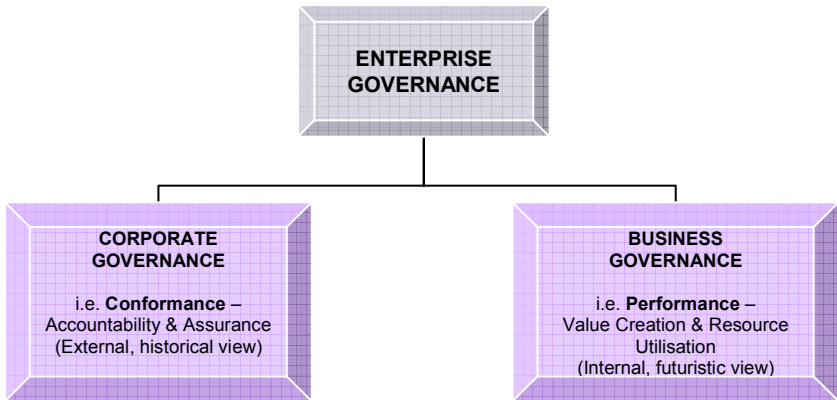 ENTERPRISE
GOVERNANCE
CORPORATE
GOVERNANCE
i.e. Conformance –
Accountability & Assurance
(External, historical view)
BUSINESS
GOVERNANCE
i.e. Performance –
Value Creation & Resource
Utilisation
(Internal, futuristic view)